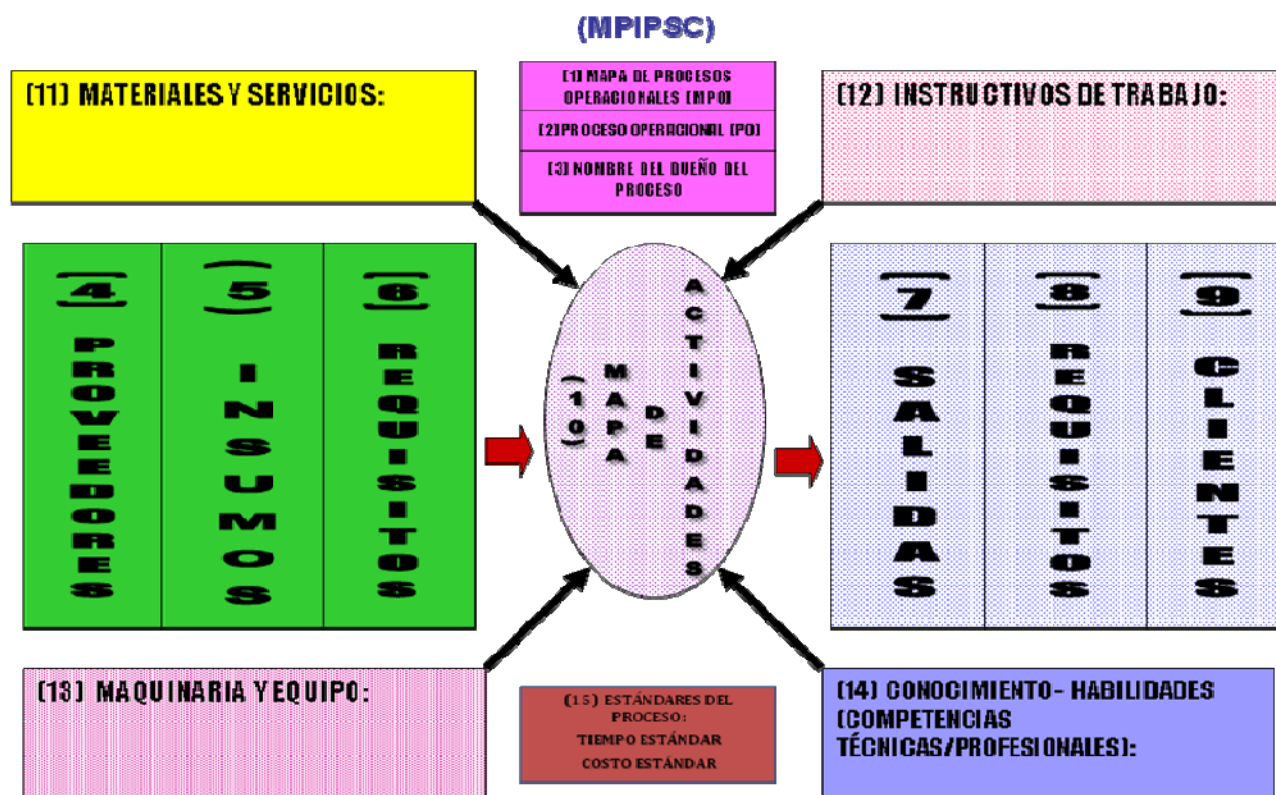 (MPIPSC)
(11) MATERIALES Y SERVICIOS:
(1) MAPA DE PROCESOS
OPERACIONALES (MPO)
(2) PROCESO OPERACIONAL (PO)
(3) NOMBRE DEL DUEÑO DEL
PROCESO
(12) INSTRUCTIVOS DE TRABAJO:
(4) PROVEEDORES
(5) INSUMOS
(6) REQUISITOS
(10) MAPA
DE
ACTIVIDADES
(7) SALIDAS
(8) REQUISITOS
(9) CLIENTES
(13) MAQUINARIA Y EQUIPO:
(15) ESTÁNDARES DEL
PROCESO:
TIEMPO ESTÁNDAR
COSTO ESTÁNDAR
(14) CONOCIMIENTO- HABILIDADES
(COMPETENCIAS
TÉCNICAS/PROFESIONALES):